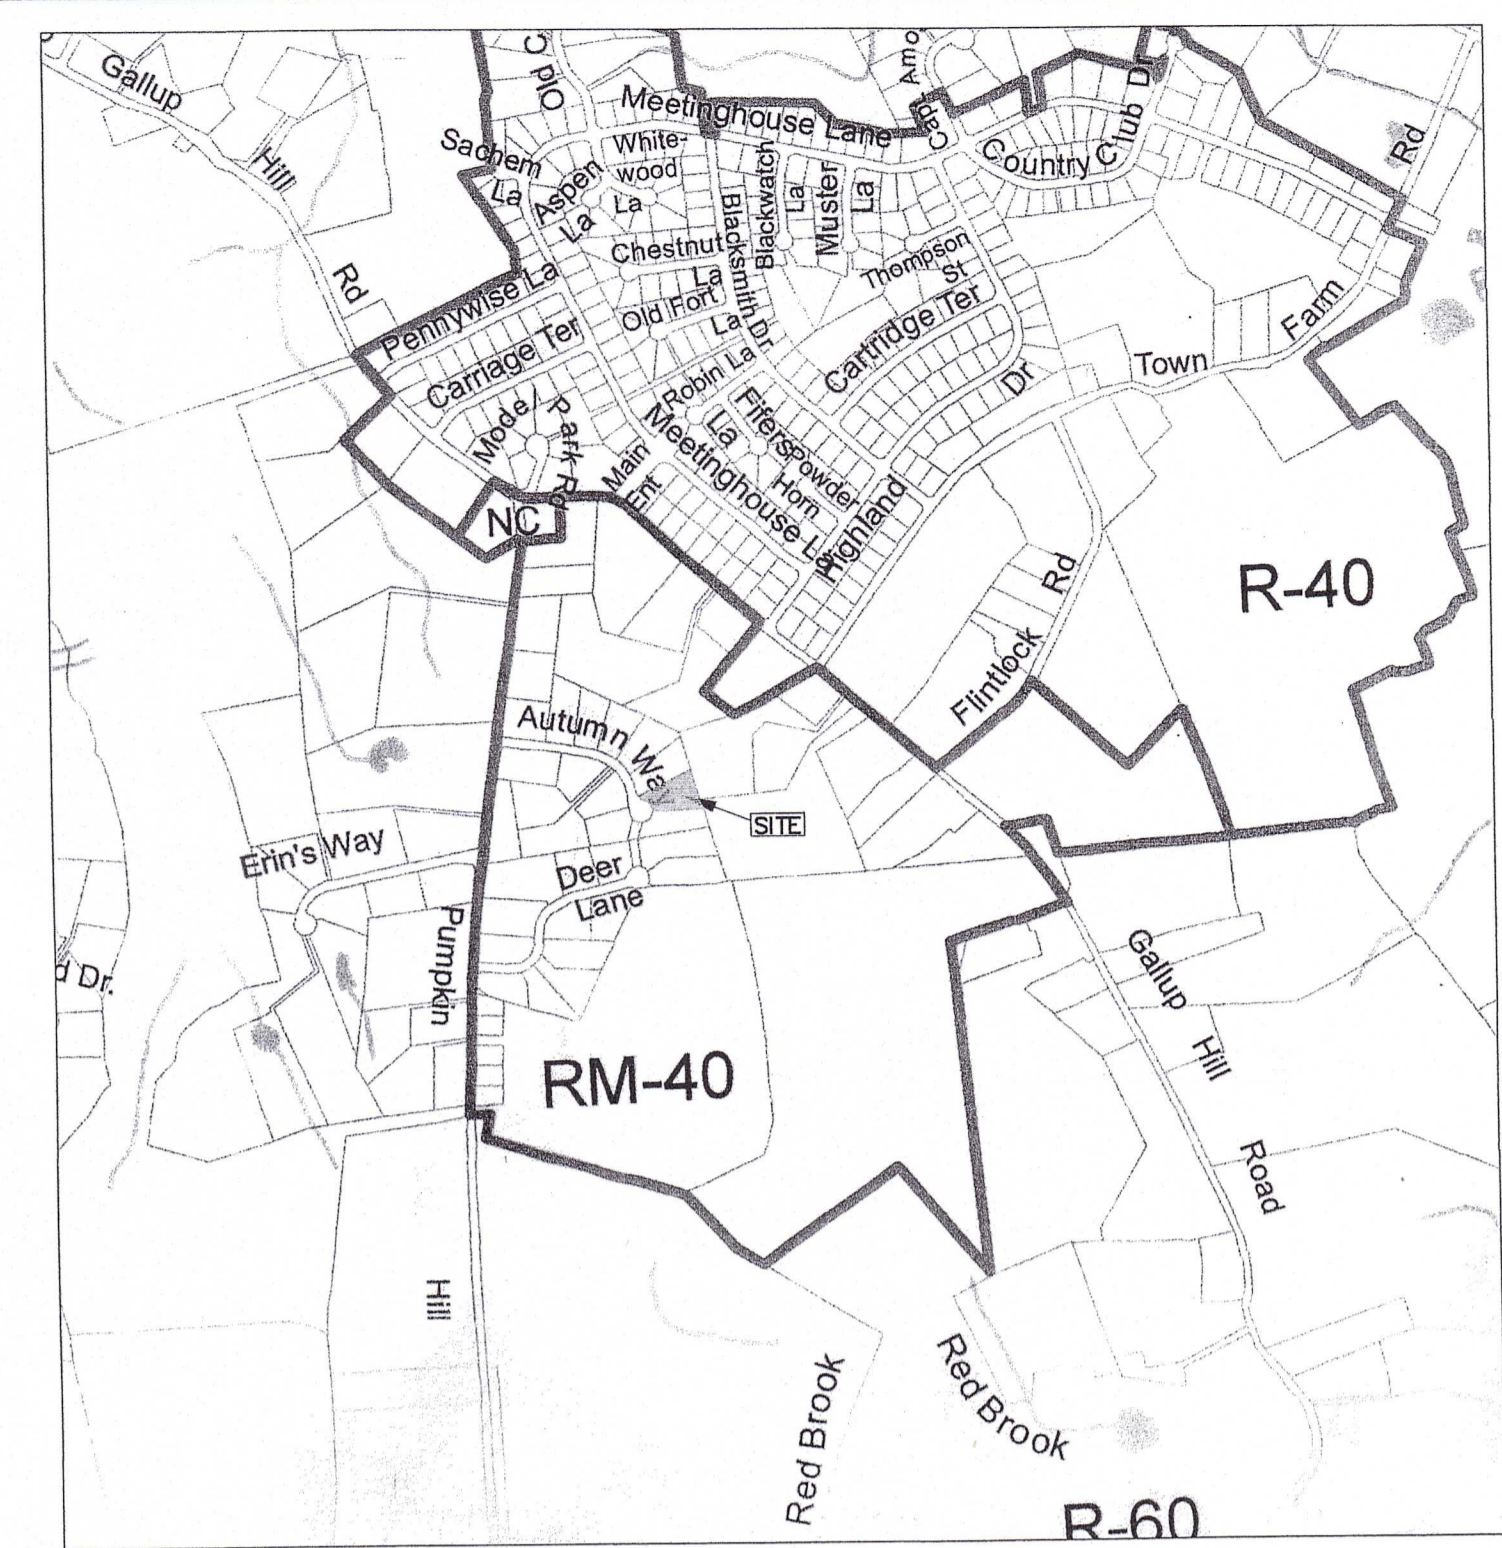 Gallup
Hill
Rd
Old C
Meetinghouse Lane
Capt Amo
Country Club Dr
Rd
Sachem
La
White-
wood
La
Aspen
La
Blackwatch
La
Muster
La
Chestnut
La
Blacksmith Dr
Thompson
St
Pennywise La
Old Fort
La
Cartridge Ter
Carriage Ter
Town
Farm
Robin La
Dr
Model
Park Rd
Fifers
La
Meetinghouse La
Powder
Horn
Main
Ent
Highland
NC
Rd
R-40
Flintlock
Autumn Way
SITE
Erin's Way
Deer
Lane
d Dr.
Pumpkin
Gallup
Hill
RM-40
Road
Hill
Red Brook
Red Brook
R-60